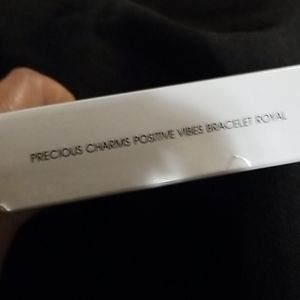 PRECIOUS CHARMS POSITIVE VIBES BRACELET ROYAL